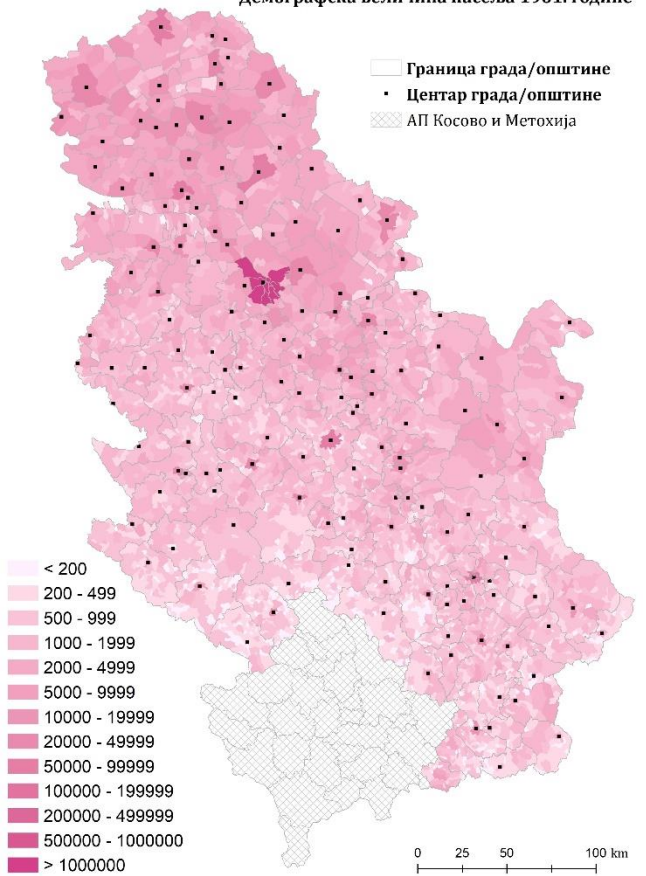 Демографска величина насеља 1981. године
Граница града/општине
Центар града/општине
АП Косово и Метохија
< 200
200 - 499
500 - 999
1000 - 1999
2000 - 4999
5000 - 9999
10000 - 19999
20000 - 49999
50000 - 99999
100000 - 199999
200000 - 499999
500000 - 1000000
> 1000000
0 25 50 100 km